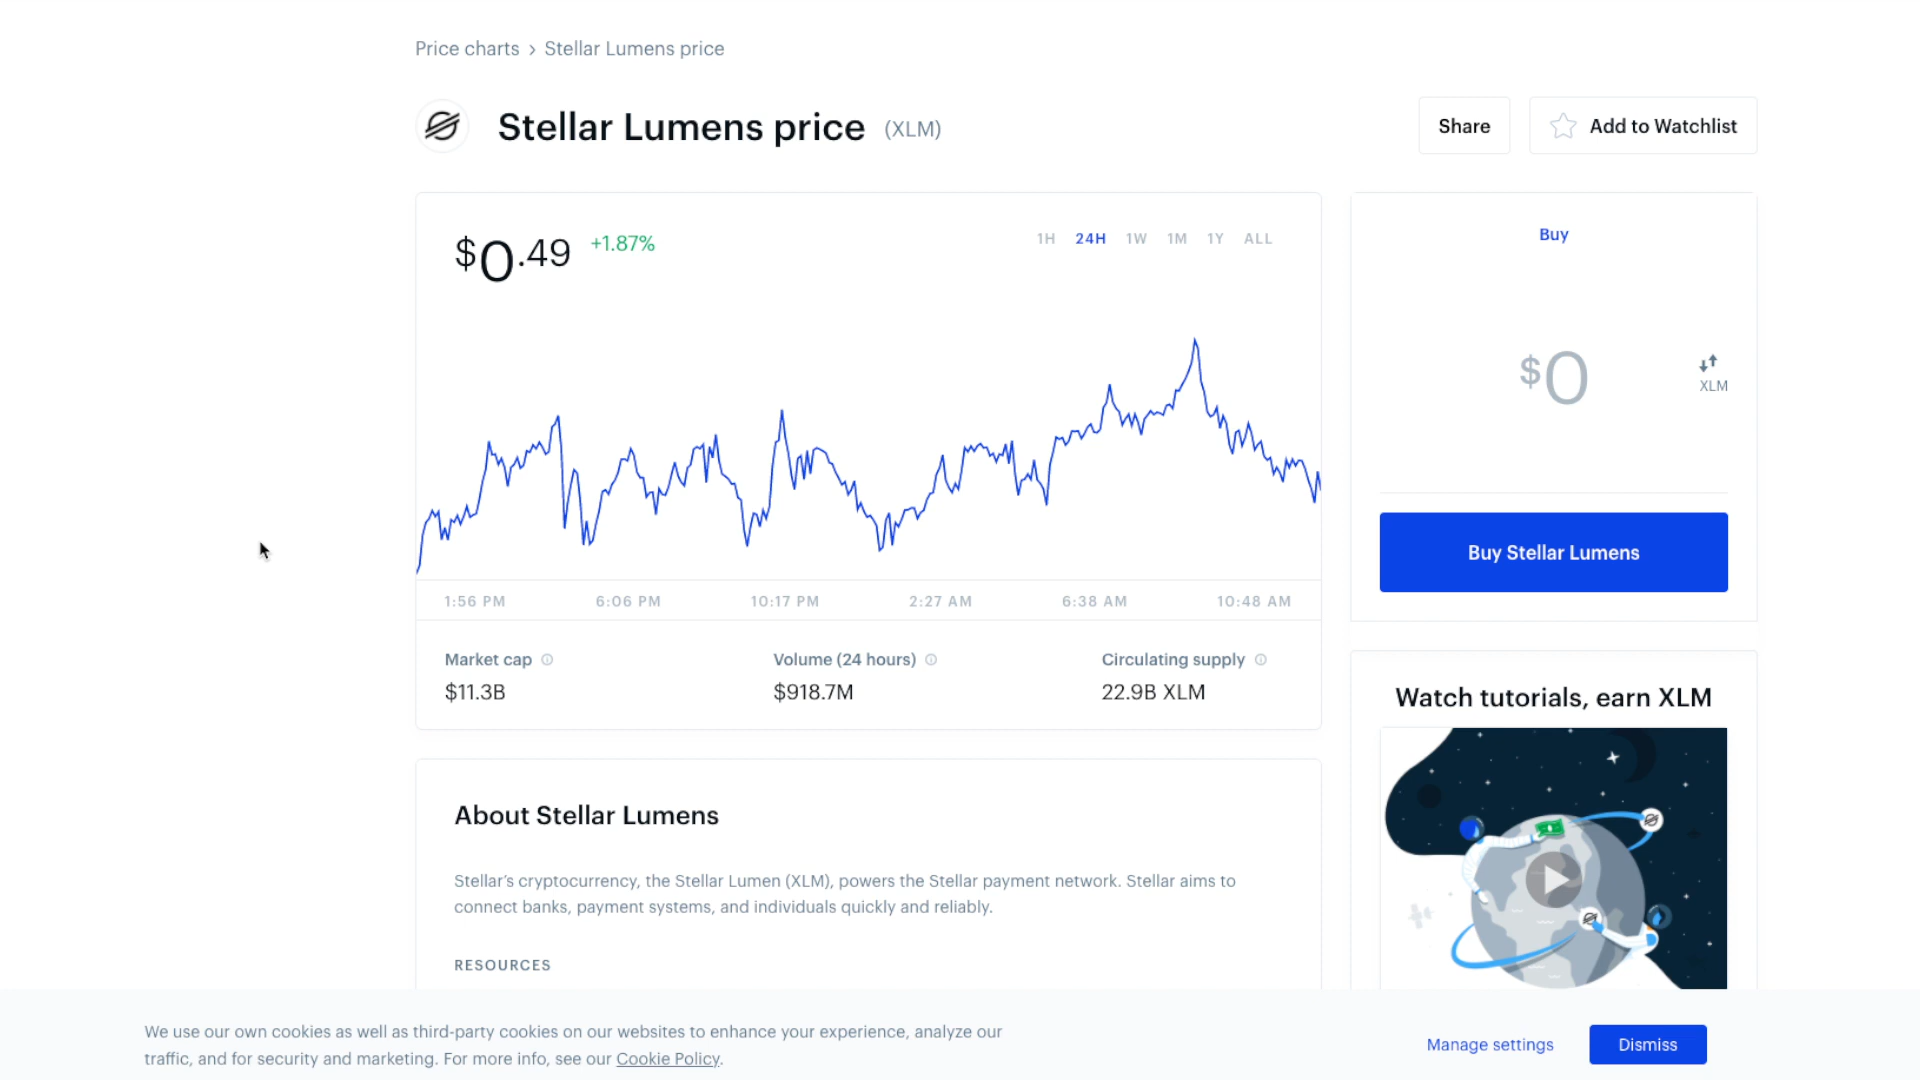 Price charts › Stellar Lumens price
Stellar Lumens price (XLM)
Share
Add to Watchlist
$0.49 +1.87%
1H 24H 1W 1M 1Y ALL
1:56 PM 6:06 PM 10:17 PM 2:27 AM 6:38 AM 10:48 AM
Market cap
$11.3B
Volume (24 hours)
$918.7M
Circulating supply
22.9B XLM
Buy
$0
XLM
Buy Stellar Lumens
Watch tutorials, earn XLM
About Stellar Lumens
Stellar’s cryptocurrency, the Stellar Lumen (XLM), powers the Stellar payment network. Stellar aims to
connect banks, payment systems, and individuals quickly and reliably.
RESOURCES
We use our own cookies as well as third-party cookies on our websites to enhance your experience, analyze our
traffic, and for security and marketing. For more info, see our Cookie Policy.
Manage settings
Dismiss